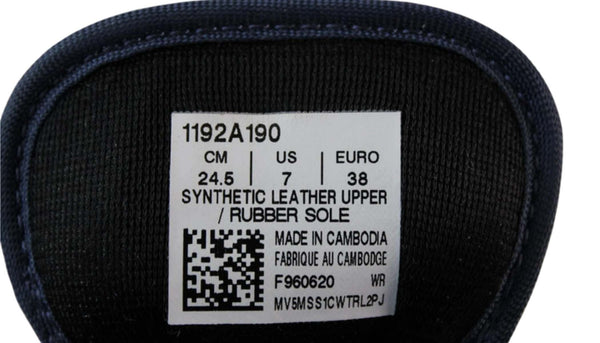 1192A190
CM | US | EURO
24.5 | 7 | 38
SYNTHETIC LEATHER UPPER
/ RUBBER SOLE
MADE IN CAMBODIA
FABRIQUE AU CAMBODGE
F960620 WR
MV5MSS1CWTRL2PJ